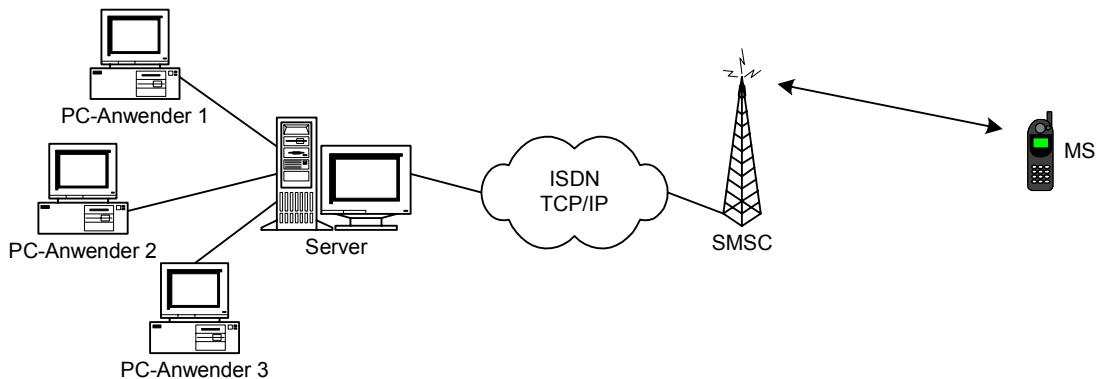 PC-Anwender 1
PC-Anwender 2
PC-Anwender 3
Server
ISDN
TCP/IP
SMSC
MS